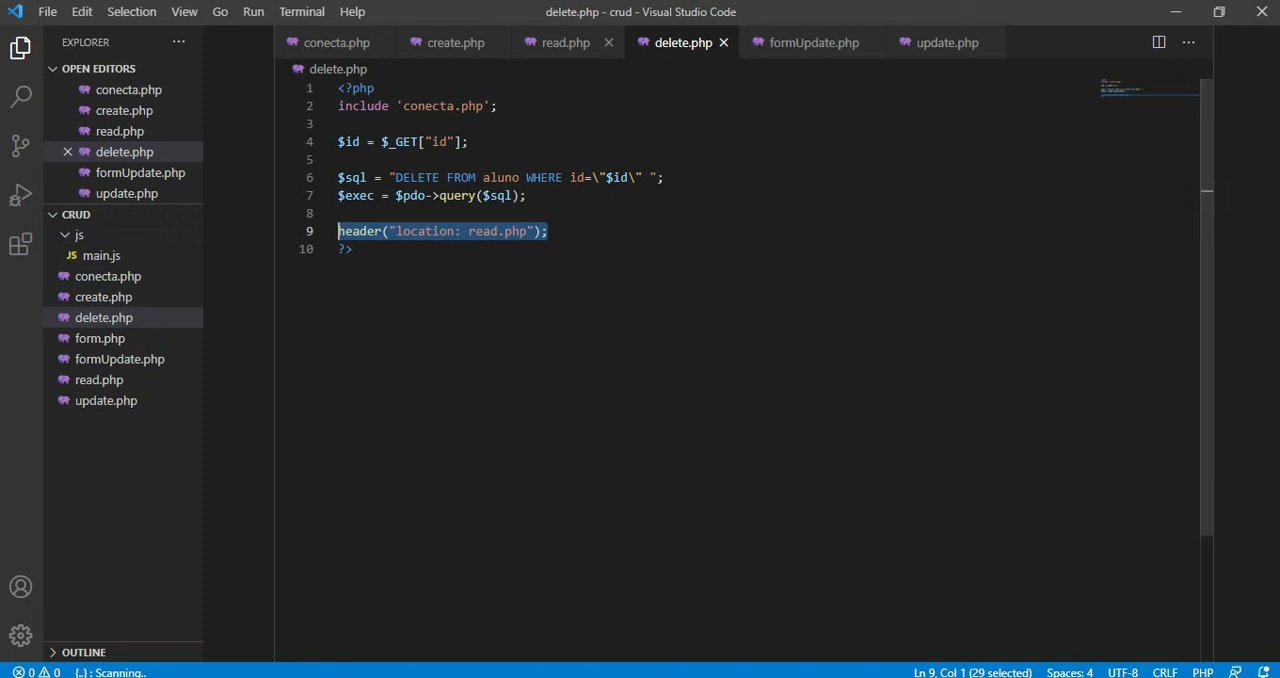 File Edit Selection View Go Run Terminal Help delete.php - crud - Visual Studio Code
EXPLORER ···
conecta.php create.php read.php delete.php formUpdate.php update.php
OPEN EDITORS
conecta.php
create.php
read.php
delete.php
formUpdate.php
update.php
CRUD
js
JS main.js
conecta.php
create.php
delete.php
form.php
formUpdate.php
read.php
update.php
OUTLINE
delete.php
1 <?php
2 include 'conecta.php';
3
4 $id = $_GET["id"];
5
6 $sql = "DELETE FROM aluno WHERE id=\"$id\" ";
7 $exec = $pdo->query($sql);
8
9 header("location: read.php");
10 ?>
0 0 {..} : Scanning.. Ln 9, Col 1 (29 selected) Spaces: 4 UTF-8 CRLF PHP